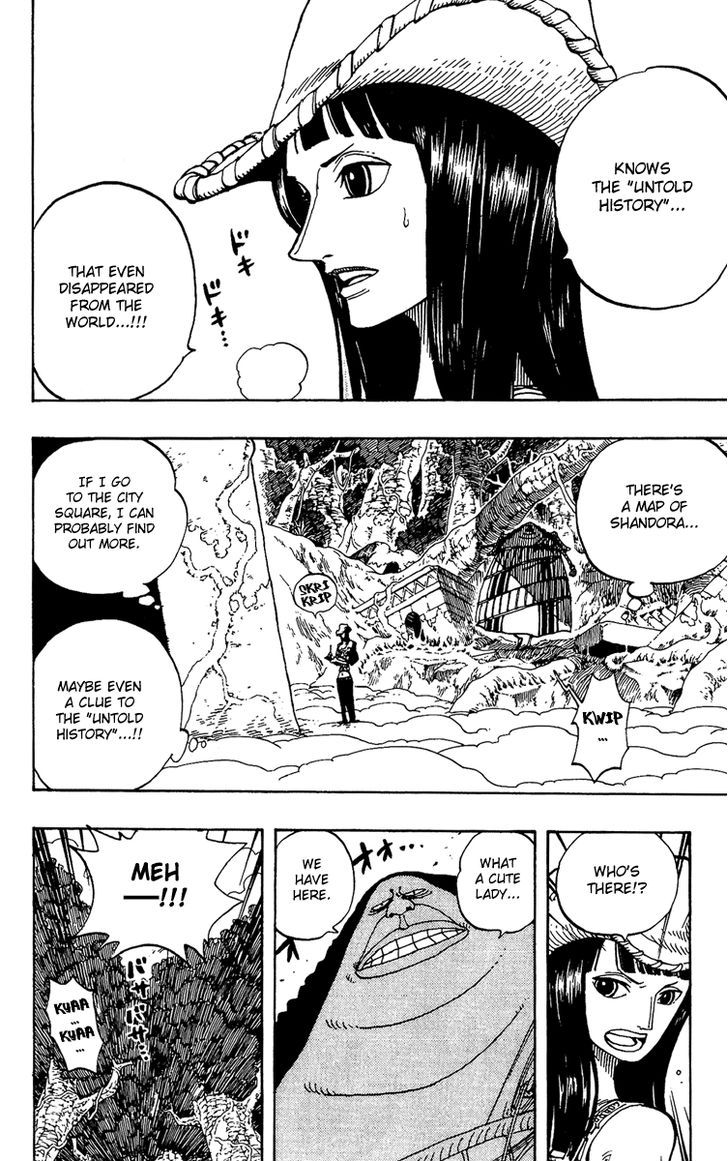 KNOWS
THE "UNTOLD
HISTORY"...
THAT EVEN
DISAPPEARED
FROM THE
WORLD...!!!
ドキ
ドキ...
THERE'S
A MAP OF
SHANDORA...
IF I GO
TO THE CITY
SQUARE, I CAN
PROBABLY FIND
OUT MORE.
SKRI
KRIP
MAYBE EVEN
A CLUE TO
THE "UNTOLD
HISTORY"...!!
KWIP
...
WHO'S
THERE!?
WHAT
A CUTE
LADY...
WE
HAVE
HERE.
オオ...
MEH
—!!!
バサバサ...
KYAA
...
KYAA
...